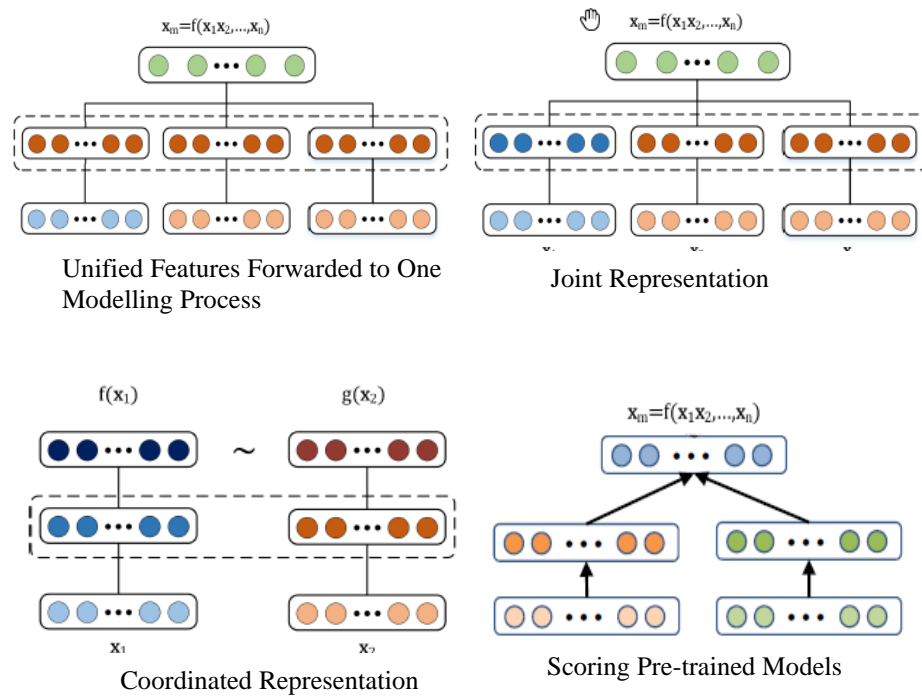 xₘ=f(x₁x₂,...,xₙ)
Unified Features Forwarded to One
Modelling Process
xₘ=f(x₁x₂,...,xₙ)
Joint Representation
f(x₁) ~ g(x₂)
x₁ x₂
Coordinated Representation
xₘ=f(x₁x₂,...,xₙ)
Scoring Pre-trained Models